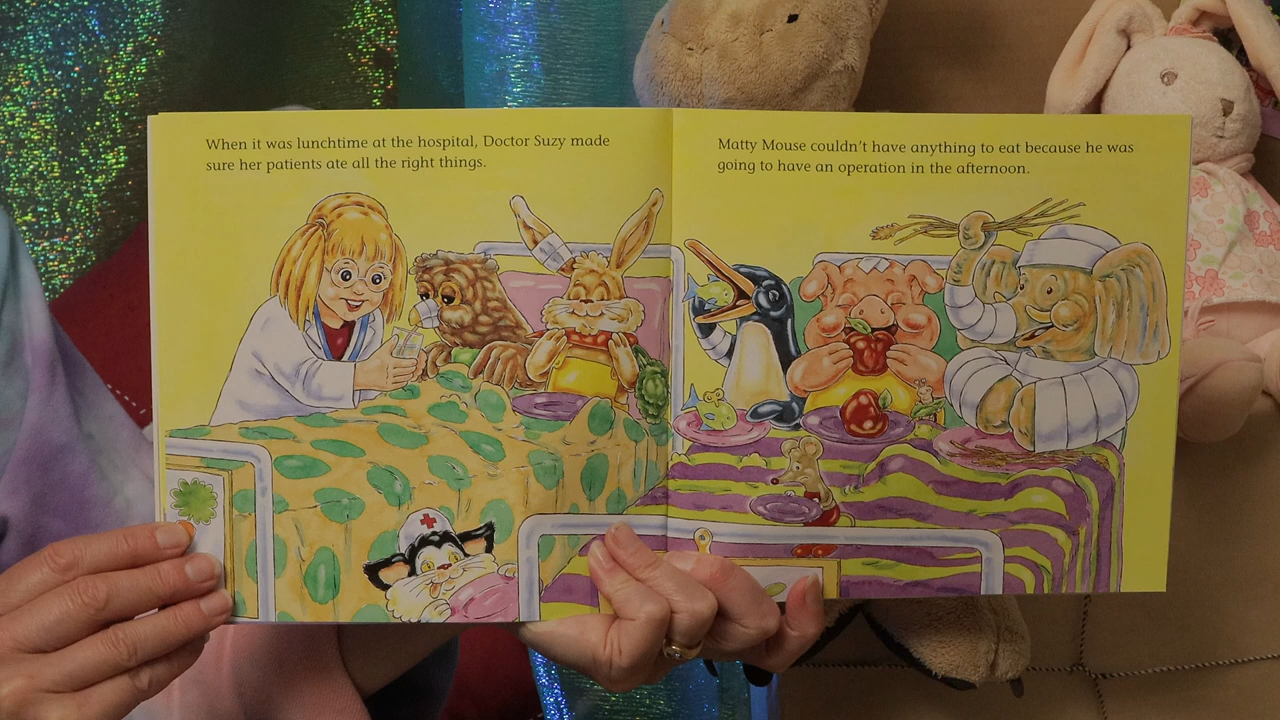 When it was lunchtime at the hospital, Doctor Suzy made
sure her patients ate all the right things.
Matty Mouse couldn't have anything to eat because he was
going to have an operation in the afternoon.